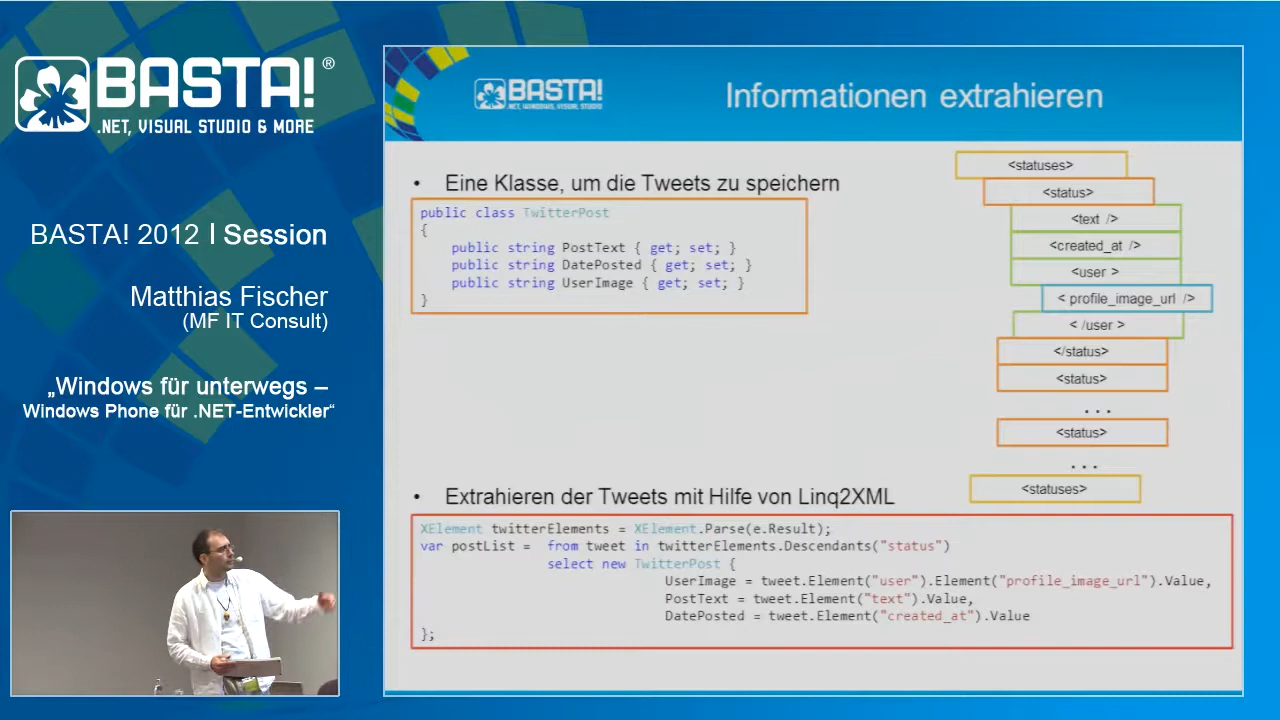 BASTA!®
.NET, VISUAL STUDIO & MORE
BASTA! 2012 | Session
Matthias Fischer
(MF IT Consult)
„Windows für unterwegs –
Windows Phone für .NET-Entwickler“
BASTA!
.NET, WINDOWS, VISUAL STUDIO
Informationen extrahieren
• Eine Klasse, um die Tweets zu speichern
public class TwitterPost
{
public string PostText { get; set; }
public string DatePosted { get; set; }
public string UserImage { get; set; }
}
<statuses>
<status>
<text />
<created_at />
<user >
< profile_image_url />
< /user >
</status>
<status>
...
<status>
...
<statuses>
• Extrahieren der Tweets mit Hilfe von Linq2XML
XElement twitterElements = XElement.Parse(e.Result);
var postList = from tweet in twitterElements.Descendants("status")
select new TwitterPost {
UserImage = tweet.Element("user").Element("profile_image_url").Value,
PostText = tweet.Element("text").Value,
DatePosted = tweet.Element("created_at").Value
};